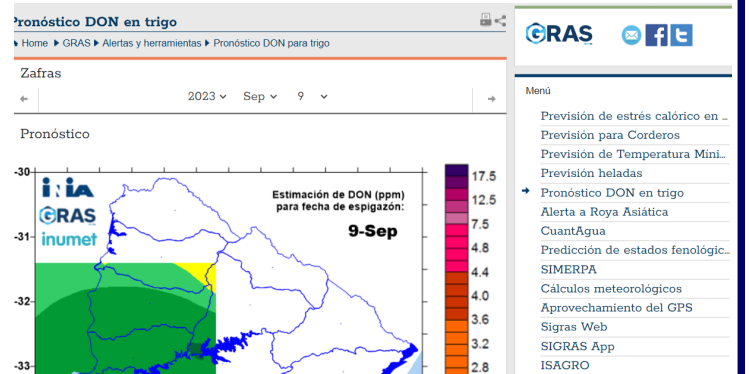 Pronóstico DON en trigo
Home GRAS Alertas y herramientas Pronóstico DON para trigo
Zafras
2023 Sep 9
Pronóstico
-30
-31
-32
-33
INIA
GRAS
inumet
Estimación de DON (ppm)
para fecha de espigazón:
9-Sep
17.5
12.5
7.5
4.8
4.4
4.0
3.6
3.2
2.8
GRAS
Menú
Previsión de estrés calórico en ...
Previsión para Corderos
Previsión de Temperatura Míni...
Previsión heladas
Pronóstico DON en trigo
Alerta a Roya Asiática
CuantAgua
Predicción de estados fenológic...
SIMERPA
Cálculos meteorológicos
Aprovechamiento del GPS
Sigras Web
SIGRAS App
ISAGRO